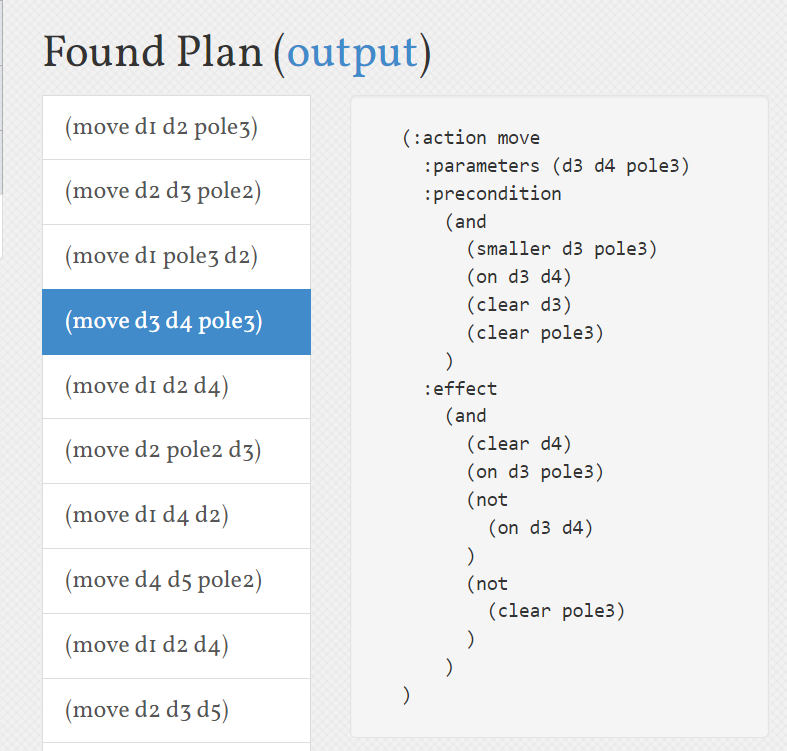 Found Plan (output)
(move d1 d2 pole3)
(move d2 d3 pole2)
(move d1 pole3 d2)
(move d3 d4 pole3)
(move d1 d2 d4)
(move d2 pole2 d3)
(move d1 d4 d2)
(move d4 d5 pole2)
(move d1 d2 d4)
(move d2 d3 d5)
(:action move
  :parameters (d3 d4 pole3)
  :precondition
    (and
      (smaller d3 pole3)
      (on d3 d4)
      (clear d3)
      (clear pole3)
    )
  :effect
    (and
      (clear d4)
      (on d3 pole3)
      (not
        (on d3 d4)
      )
      (not
        (clear pole3)
      )
    )
)